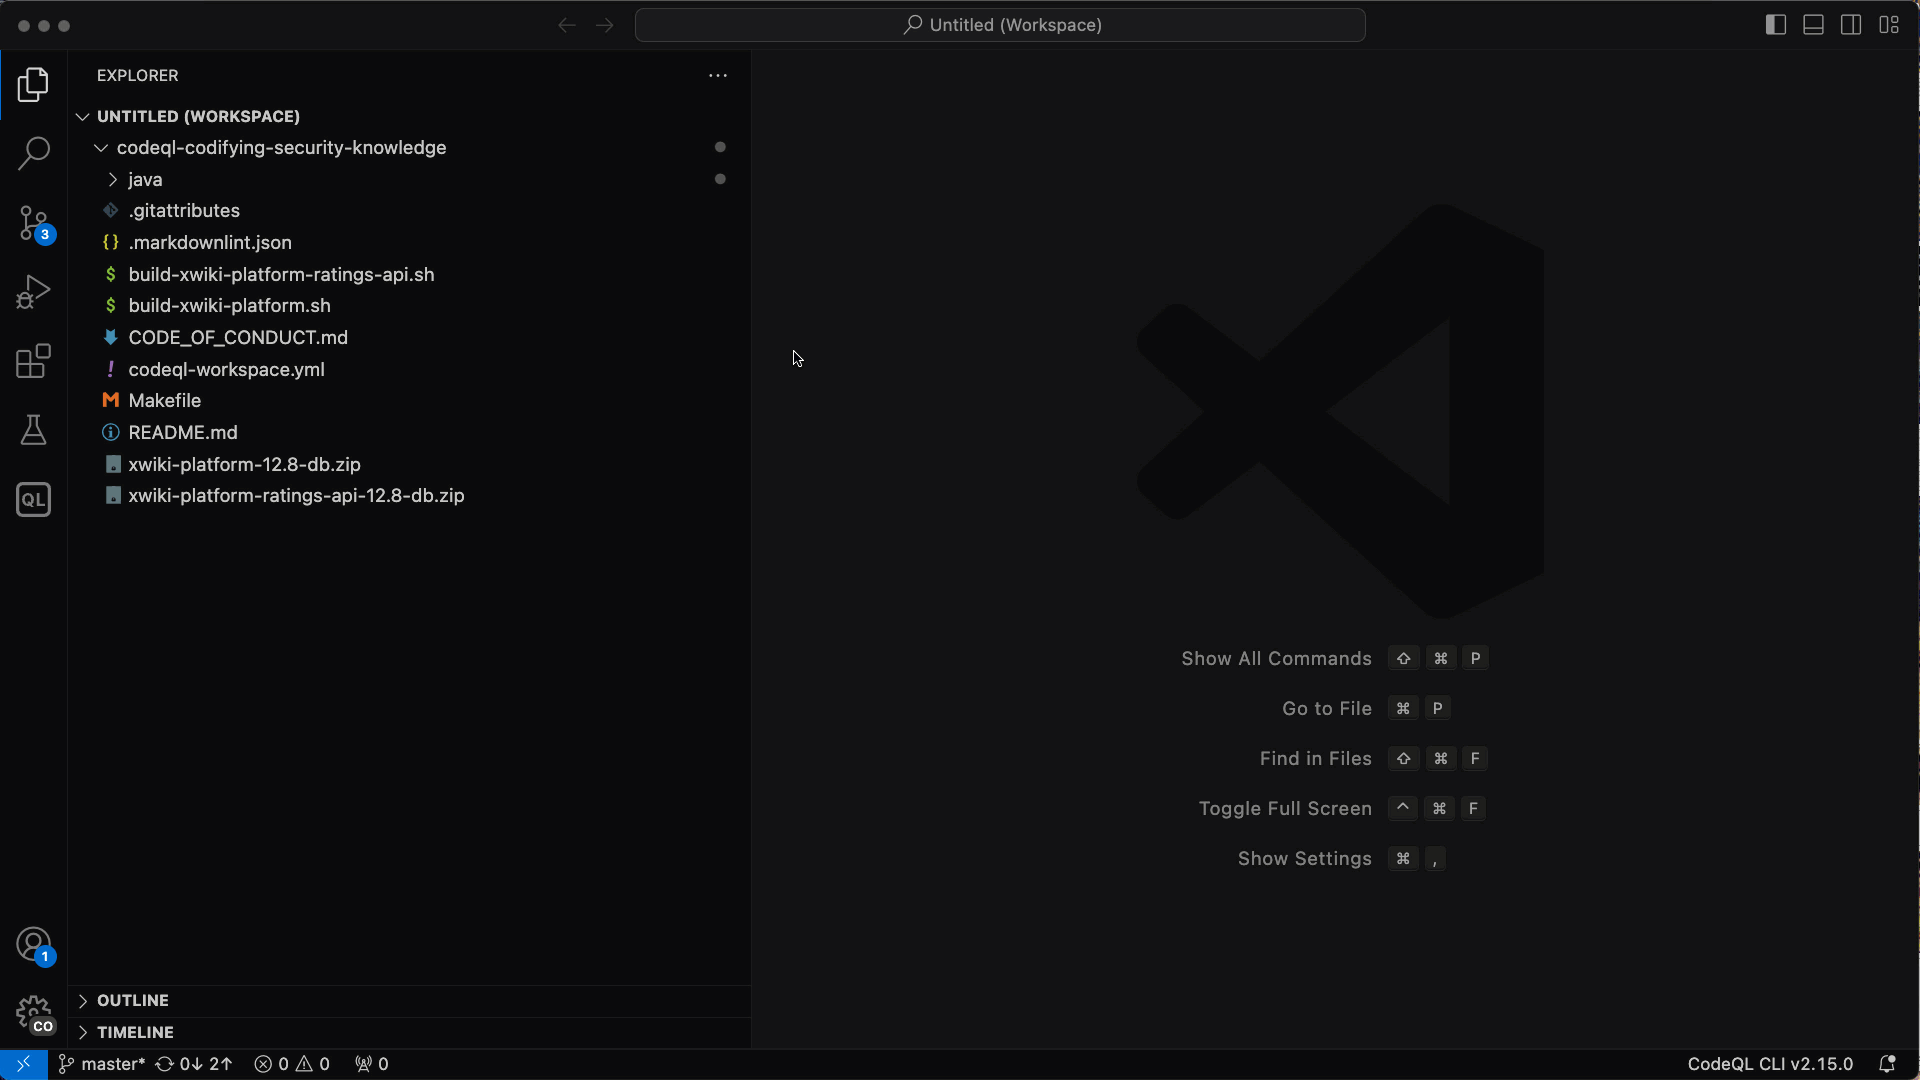 Untitled (Workspace)
EXPLORER
UNTITLED (WORKSPACE)
codeql-codifying-security-knowledge
java
.gitattributes
{} .markdownlint.json
$ build-xwiki-platform-ratings-api.sh
3
$ build-xwiki-platform.sh
CODE_OF_CONDUCT.md
! codeql-workspace.yml
M Makefile
README.md
xwiki-platform-12.8-db.zip
xwiki-platform-ratings-api-12.8-db.zip
QL
Show All Commands ⇧ ⌘ P
Go to File ⌘ P
Find in Files ⇧ ⌘ F
Toggle Full Screen ^ ⌘ F
Show Settings ⌘ ,
1
CO
OUTLINE
TIMELINE
master* 0↓ 2↑ 0 0 0
CodeQL CLI v2.15.0